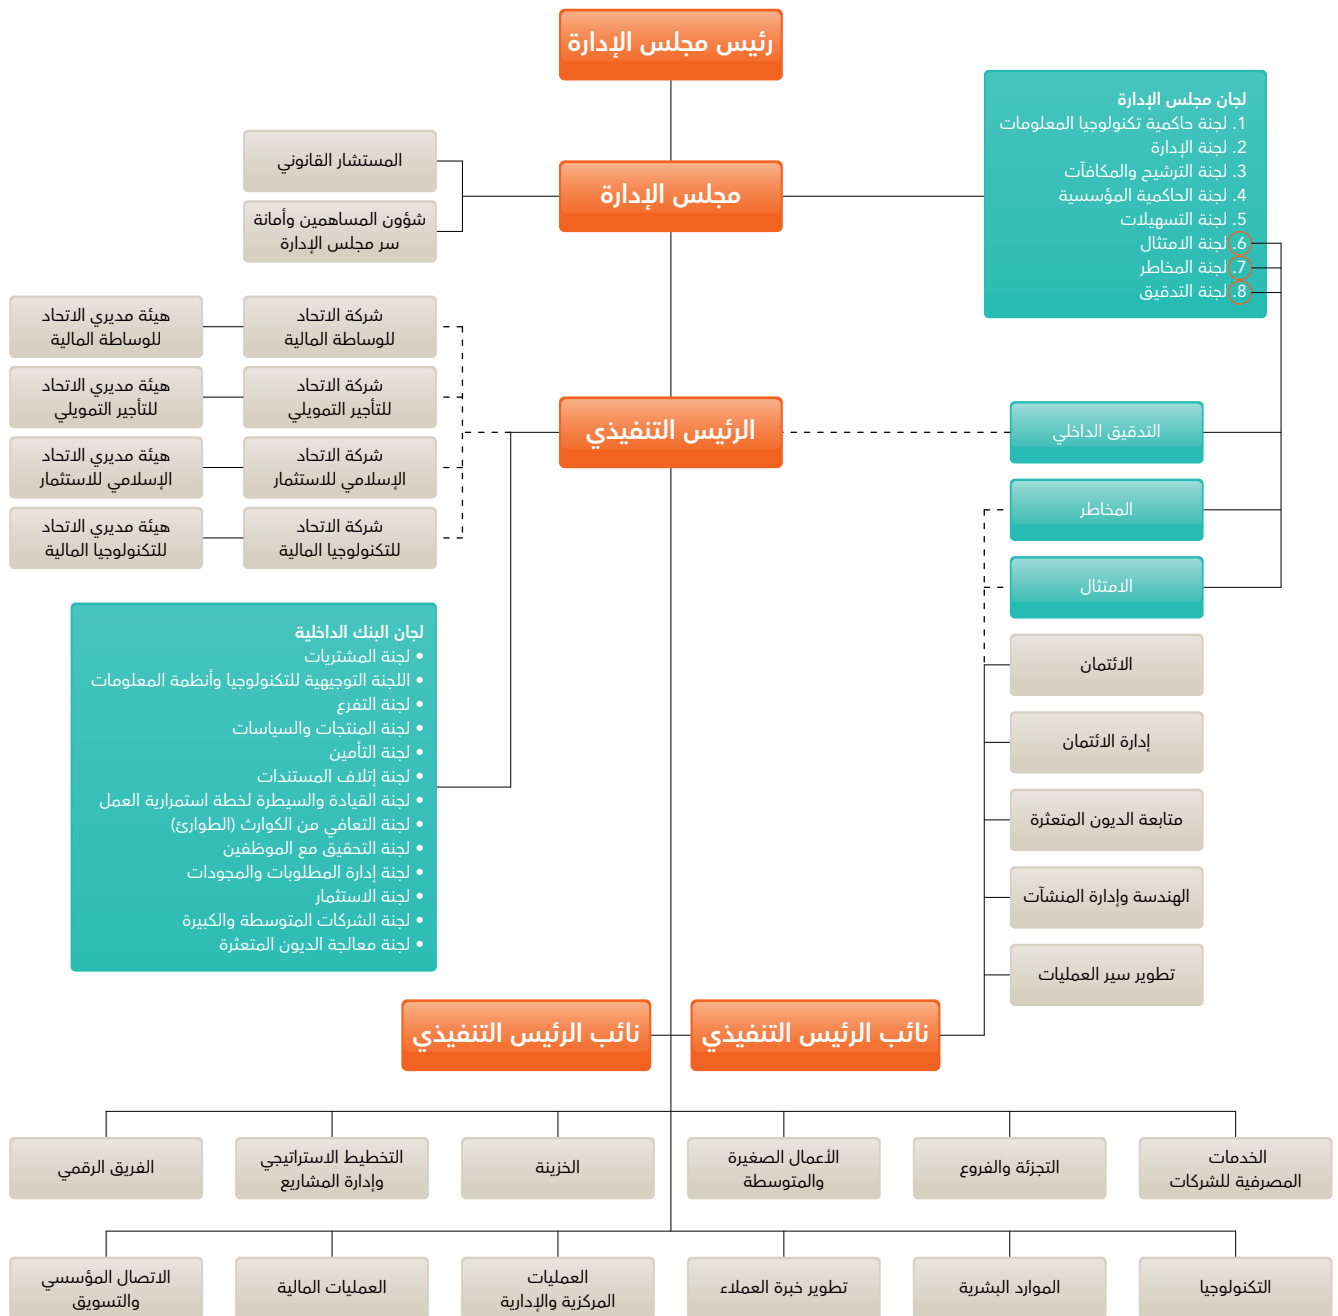 رئيس مجلس الإدارة
لجان مجلس الإدارة
1. لجنة حاكمية تكنولوجيا المعلومات
2. لجنة الإدارة
3. لجنة الترشيح والمكافآت
4. لجنة الحاكمية المؤسسية
5. لجنة التسهيلات
6. لجنة الامتثال
7. لجنة المخاطر
8. لجنة التدقيق
مجلس الإدارة
المستشار القانوني
شؤون المساهمين وأمانة
سر مجلس الإدارة
شركة الاتحاد
للوساطة المالية
هيئة مديري الاتحاد
للوساطة المالية
شركة الاتحاد
للتأجير التمويلي
هيئة مديري الاتحاد
للتأجير التمويلي
شركة الاتحاد
الإسلامي للاستثمار
هيئة مديري الاتحاد
الإسلامي للاستثمار
شركة الاتحاد
للتكنولوجيا المالية
هيئة مديري الاتحاد
للتكنولوجيا المالية
الرئيس التنفيذي
التدقيق الداخلي
المخاطر
الامتثال
الائتمان
إدارة الائتمان
متابعة الديون المتعثرة
الهندسة وإدارة المنشآت
تطوير سير العمليات
لجان البنك الداخلية
• لجنة المشتريات
• اللجنة التوجيهية للتكنولوجيا وأنظمة المعلومات
• لجنة التفرع
• لجنة المنتجات والسياسات
• لجنة التأمين
• لجنة إتلاف المستندات
• لجنة القيادة والسيطرة لخطة استمرارية العمل
• لجنة التعافي من الكوارث (الطوارئ)
• لجنة التحقيق مع الموظفين
• لجنة إدارة المطلوبات والمجودات
• لجنة الاستثمار
• لجنة الشركات المتوسطة والكبيرة
• لجنة معالجة الديون المتعثرة
نائب الرئيس التنفيذي
نائب الرئيس التنفيذي
الخدمات
المصرفية للشركات
التجزئة والفروع
الأعمال الصغيرة
والمتوسطة
الخزينة
التخطيط الاستراتيجي
وإدارة المشاريع
الفريق الرقمي
التكنولوجيا
الموارد البشرية
تطوير خبرة العملاء
العمليات
المركزية والإدارية
العمليات المالية
الاتصال المؤسسي
والتسويق